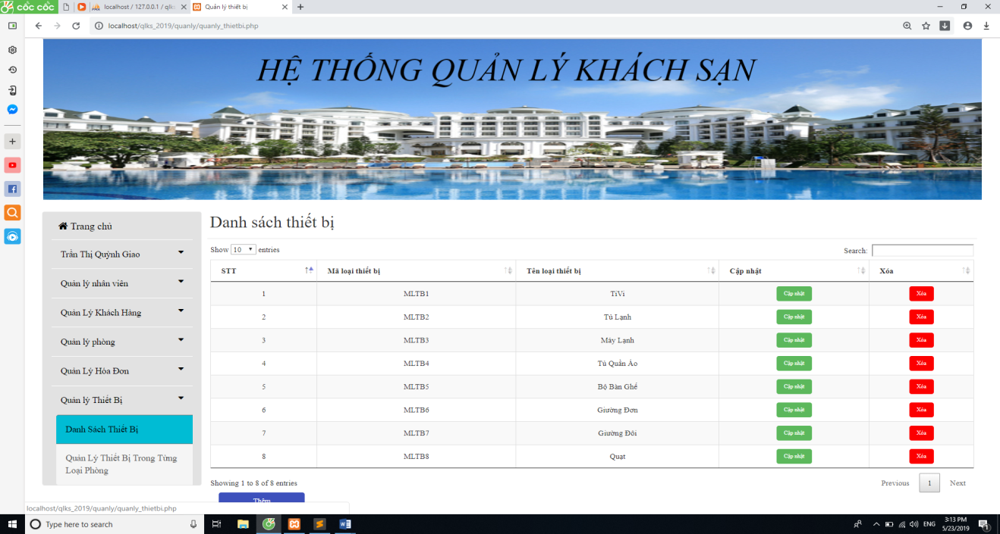 cốc cốc
localhost / 127.0.0.1 / qlks
Quản lý thiết bị
localhost/qlks_2019/quanly/quanly_thietbi.php
HỆ THỐNG QUẢN LÝ KHÁCH SẠN
Trang chủ
Trần Thị Quỳnh Giao
Quản lý nhân viên
Quản Lý Khách Hàng
Quản lý phòng
Quản Lý Hóa Đơn
Quản lý Thiết Bị
Danh Sách Thiết Bị
Quản Lý Thiết Bị Trong Từng
Loại Phòng
Danh sách thiết bị
Show 10 entries
Search:
STT Mã loại thiết bị Tên loại thiết bị Cập nhật Xóa
1 MLTB1 TiVi Cập nhật Xóa
2 MLTB2 Tủ Lạnh Cập nhật Xóa
3 MLTB3 Máy Lạnh Cập nhật Xóa
4 MLTB4 Tủ Quần Áo Cập nhật Xóa
5 MLTB5 Bộ Bàn Ghế Cập nhật Xóa
6 MLTB6 Giường Đơn Cập nhật Xóa
7 MLTB7 Giường Đôi Cập nhật Xóa
8 MLTB8 Quạt Cập nhật Xóa
Showing 1 to 8 of 8 entries
Previous 1 Next
Thêm
localhost/qlks_2019/quanly/quanly_thietbi.php
Type here to search
ENG
3:13 PM
5/23/2019
1